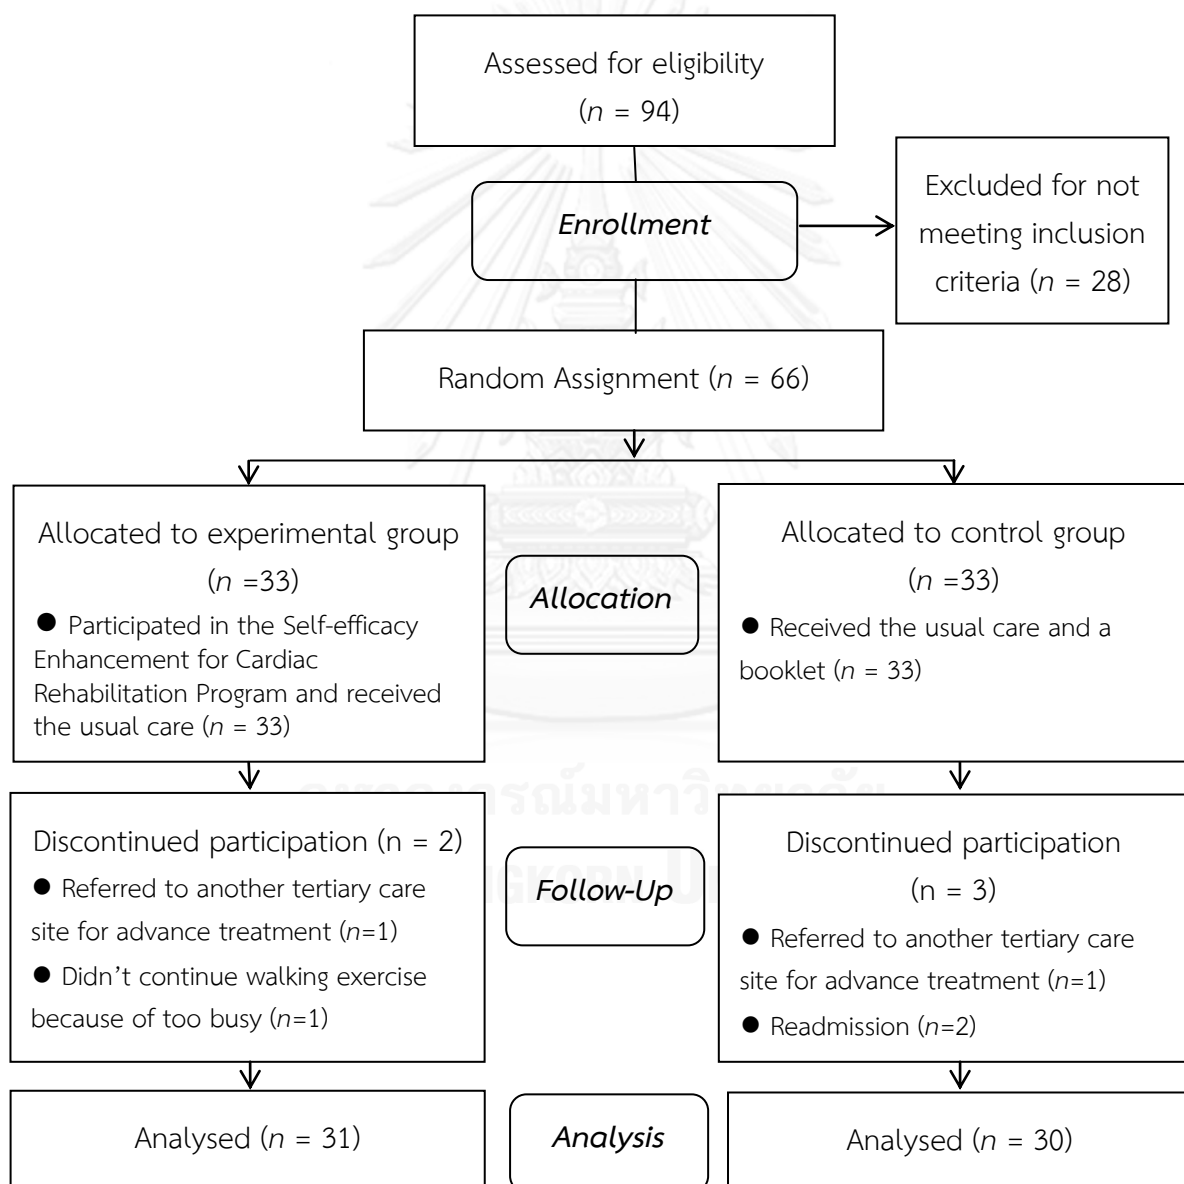 Assessed for eligibility
(n = 94)
Enrollment
Excluded for not
meeting inclusion
criteria (n = 28)
Random Assignment (n = 66)
Allocated to experimental group
(n =33)
● Participated in the Self-efficacy
Enhancement for Cardiac
Rehabilitation Program and received
the usual care (n = 33)
Allocation
Allocated to control group
(n =33)
● Received the usual care and a
booklet (n = 33)
Discontinued participation (n = 2)
● Referred to another tertiary care
site for advance treatment (n=1)
● Didn't continue walking exercise
because of too busy (n=1)
Follow-Up
Discontinued participation
(n = 3)
● Referred to another tertiary care
site for advance treatment (n=1)
● Readmission (n=2)
Analysed (n = 31)
Analysis
Analysed (n = 30)